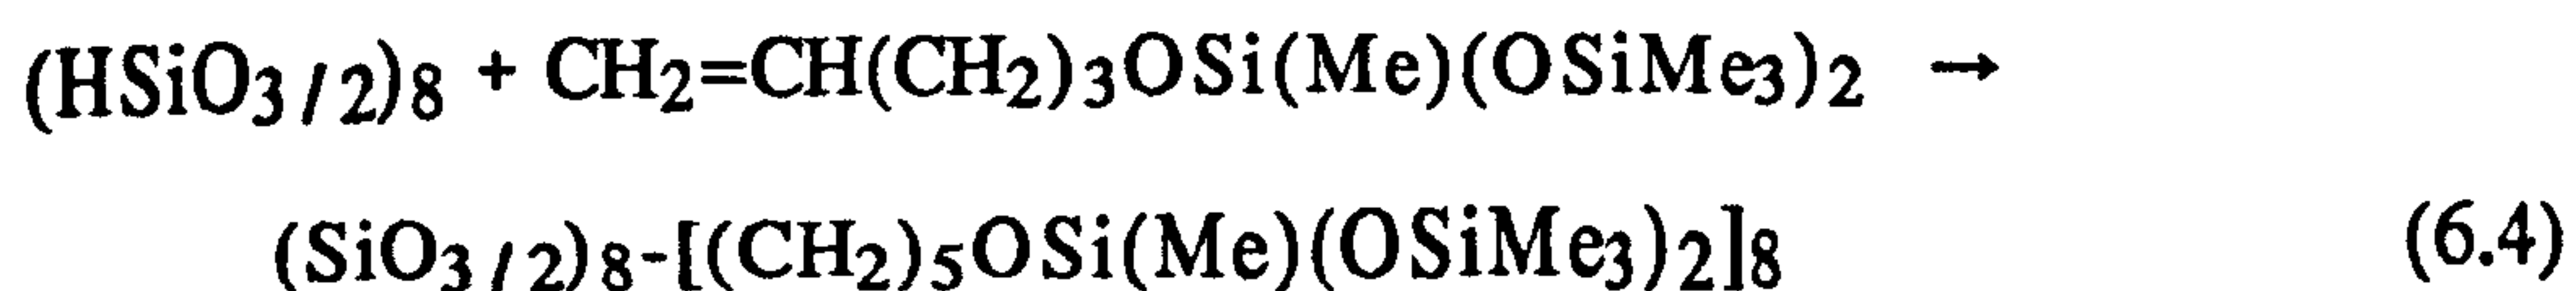 (HSiO3/2)8 + CH2=CH(CH2)3OSi(Me)(OSiMe3)2 →
(SiO3/2)8-[(CH2)5OSi(Me)(OSiMe3)2]8 (6.4)